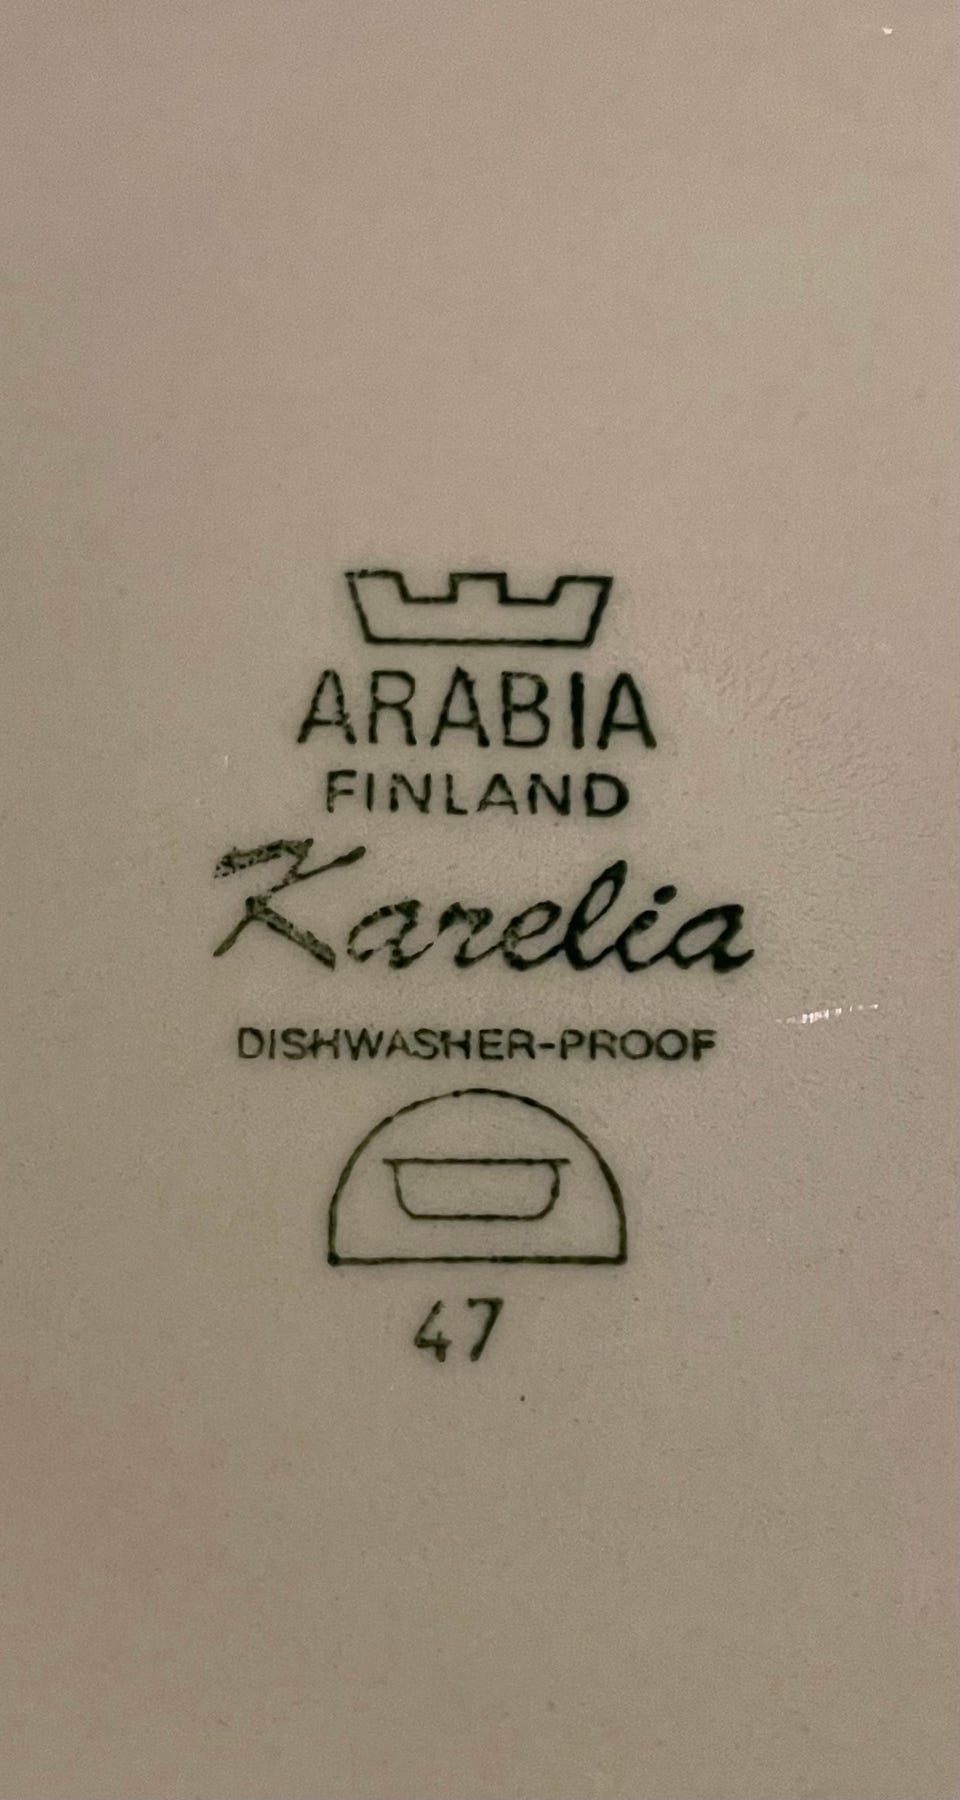 ARABIA
FINLAND
Karelia
DISHWASHER-PROOF
47